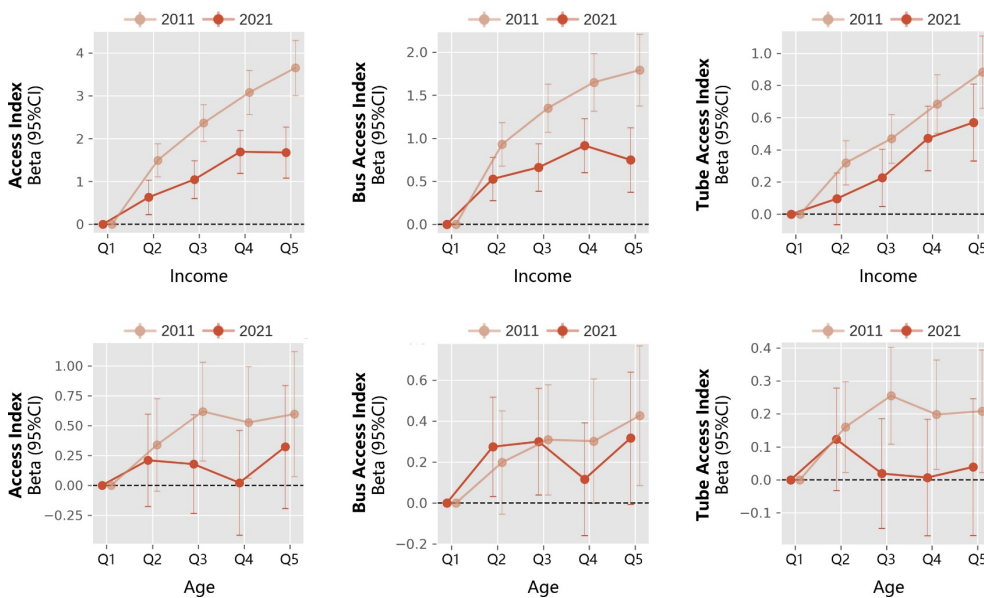 2011 2021
Access Index
Beta (95%CI)
4
3
2
1
0
Q1 Q2 Q3 Q4 Q5
Income
2011 2021
Bus Access Index
Beta (95%CI)
2.0
1.5
1.0
0.5
0.0
Q1 Q2 Q3 Q4 Q5
Income
2011 2021
Tube Access Index
Beta (95%CI)
1.0
0.8
0.6
0.4
0.2
0.0
Q1 Q2 Q3 Q4 Q5
Income
2011 2021
Access Index
Beta (95%CI)
1.00
0.75
0.50
0.25
0.00
−0.25
Q1 Q2 Q3 Q4 Q5
Age
2011 2021
Bus Access Index
Beta (95%CI)
0.6
0.4
0.2
0.0
−0.2
Q1 Q2 Q3 Q4 Q5
Age
2011 2021
Tube Access Index
Beta (95%CI)
0.4
0.3
0.2
0.1
0.0
−0.1
Q1 Q2 Q3 Q4 Q5
Age